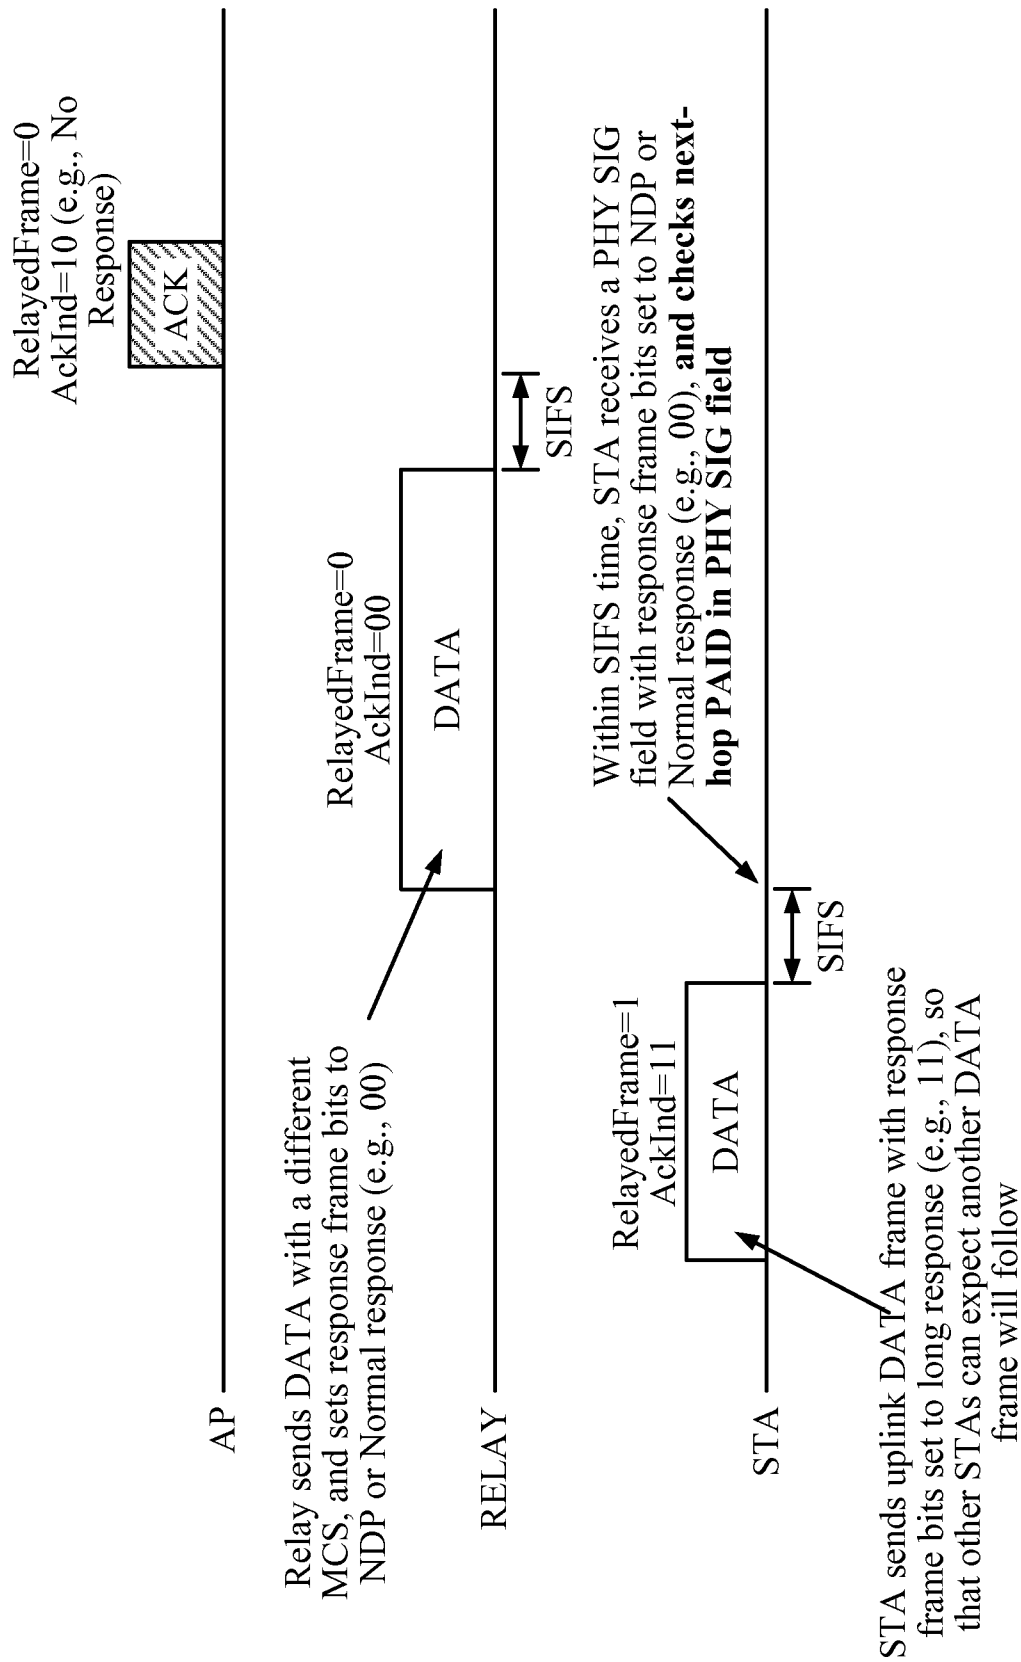 RelayedFrame=0
AckInd=10 (e.g., No
Response)
ACK
AP
RelayedFrame=0
AckInd=00
DATA
SIFS
Relay sends DATA with a different
MCS, and sets response frame bits to
NDP or Normal response (e.g., 00)
RELAY
Within SIFS time, STA receives a PHY SIG
field with response frame bits set to NDP or
Normal response (e.g., 00), and checks next-
hop PAID in PHY SIG field
RelayedFrame=1
AckInd=11
DATA
SIFS
STA
STA sends uplink DATA frame with response
frame bits set to long response (e.g., 11), so
that other STAs can expect another DATA
frame will follow